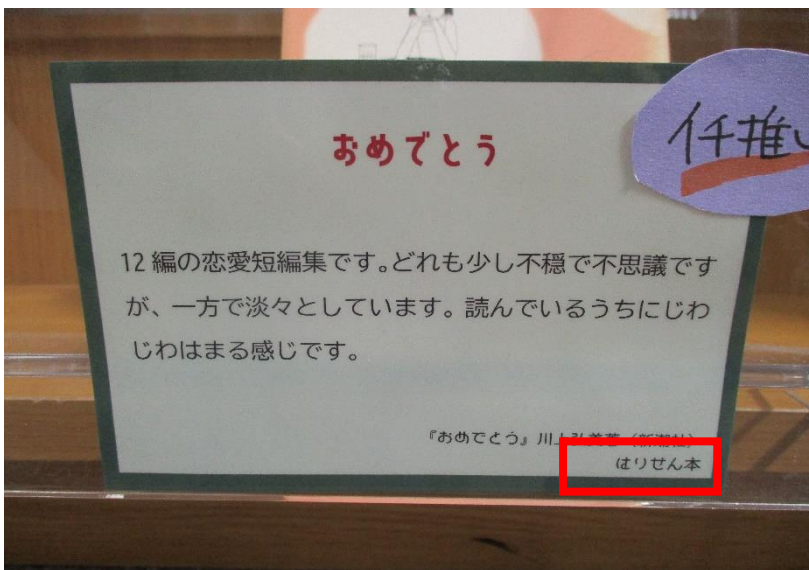 おめでとう
イチ推し
12編の恋愛短編集です。どれも少し不穏で不思議です
が、一方で淡々としています。読んでいるうちにじわ
じわはまる感じです。
『おめでとう』川上弘美著（新潮社）
はりせん本